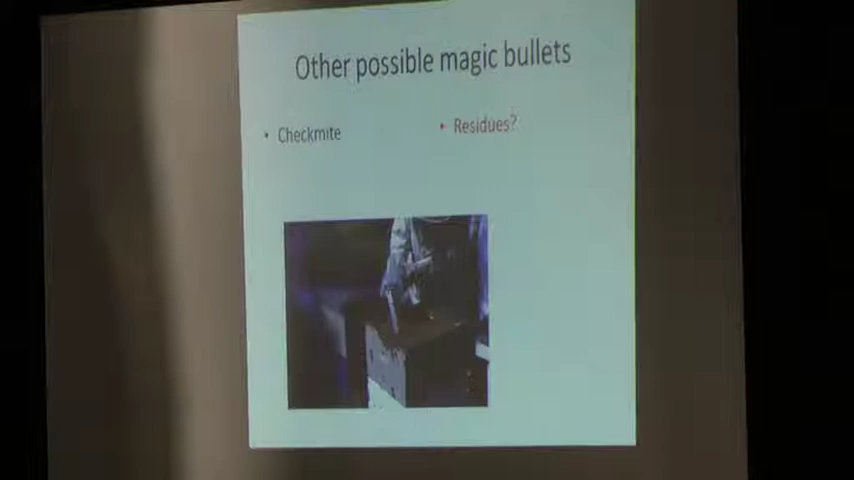 Other possible magic bullets
• Checkmite
• Residues?